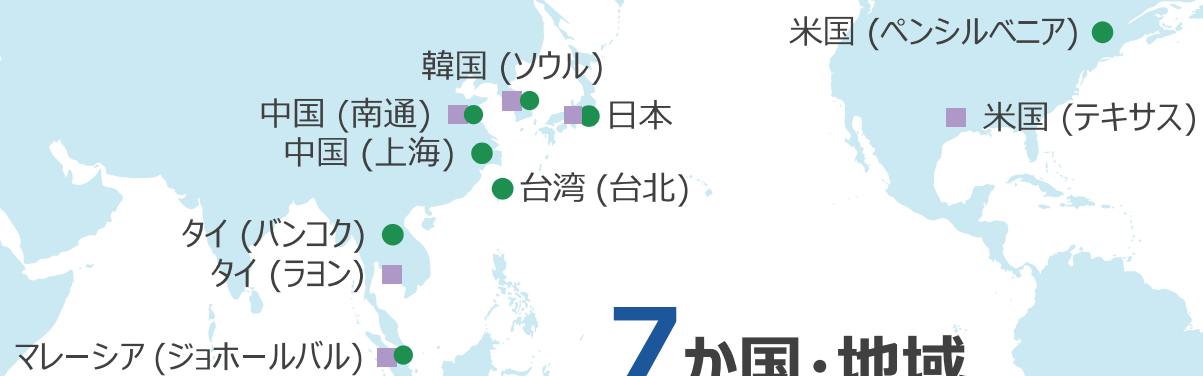 米国 (ペンシルベニア)
韓国 (ソウル)
中国 (南通)
日本
米国 (テキサス)
中国 (上海)
台湾 (台北)
タイ (バンコク)
タイ (ラヨン)
マレーシア (ジョホールバル)
7か国・地域